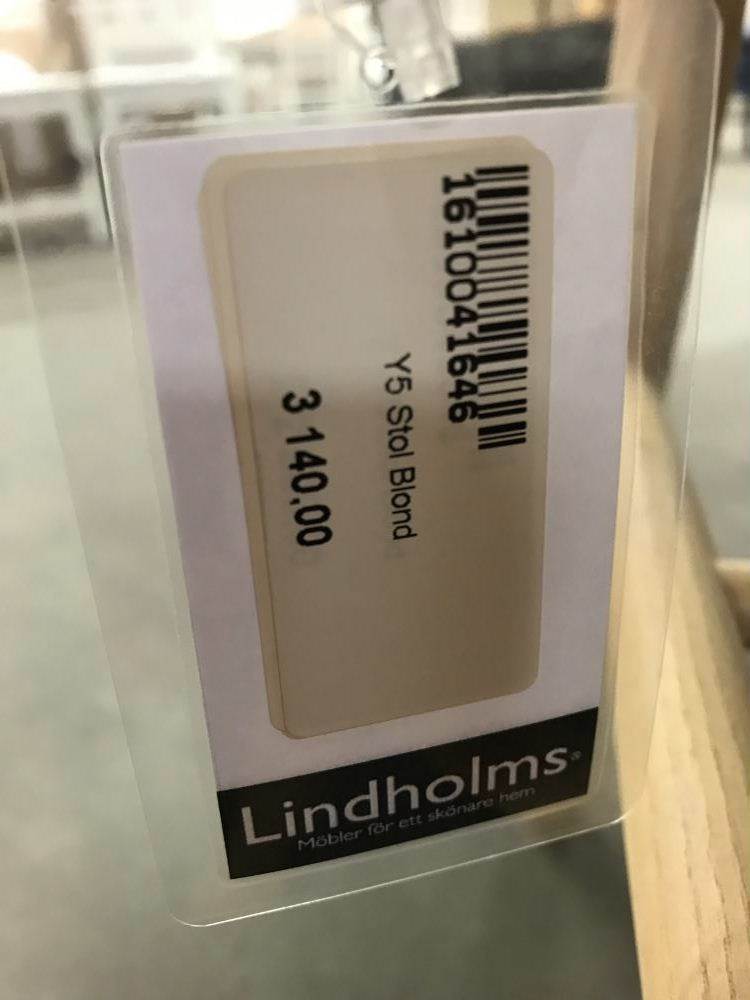 1610041646
Y5 Stol Blond
3 140,00
Lindholms®
Möbler för ett skönare hem